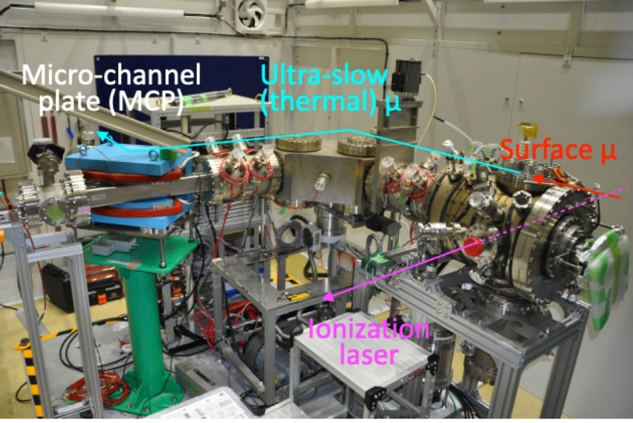 Micro-channel
plate (MCP)
Ultra-slow
(thermal) μ
Surface μ
Ionization
laser